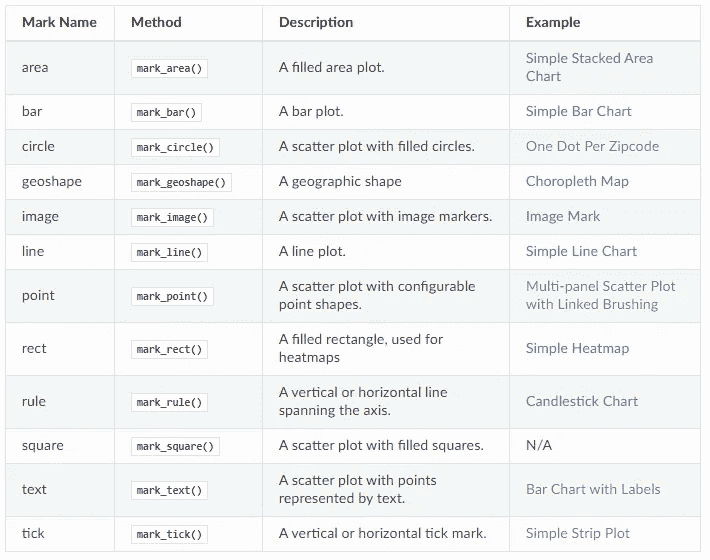 Mark Name Method Description Example
area mark_area() A filled area plot. Simple Stacked Area
Chart
bar mark_bar() A bar plot. Simple Bar Chart
circle mark_circle() A scatter plot with filled circles. One Dot Per Zipcode
geoshape mark_geoshape() A geographic shape Choropleth Map
image mark_image() A scatter plot with image markers. Image Mark
line mark_line() A line plot. Simple Line Chart
point mark_point() A scatter plot with configurable
point shapes. Multi-panel Scatter Plot
with Linked Brushing
rect mark_rect() A filled rectangle, used for
heatmaps Simple Heatmap
rule mark_rule() A vertical or horizontal line
spanning the axis. Candlestick Chart
square mark_square() A scatter plot with filled squares. N/A
text mark_text() A scatter plot with points
represented by text. Bar Chart with Labels
tick mark_tick() A vertical or horizontal tick mark. Simple Strip Plot